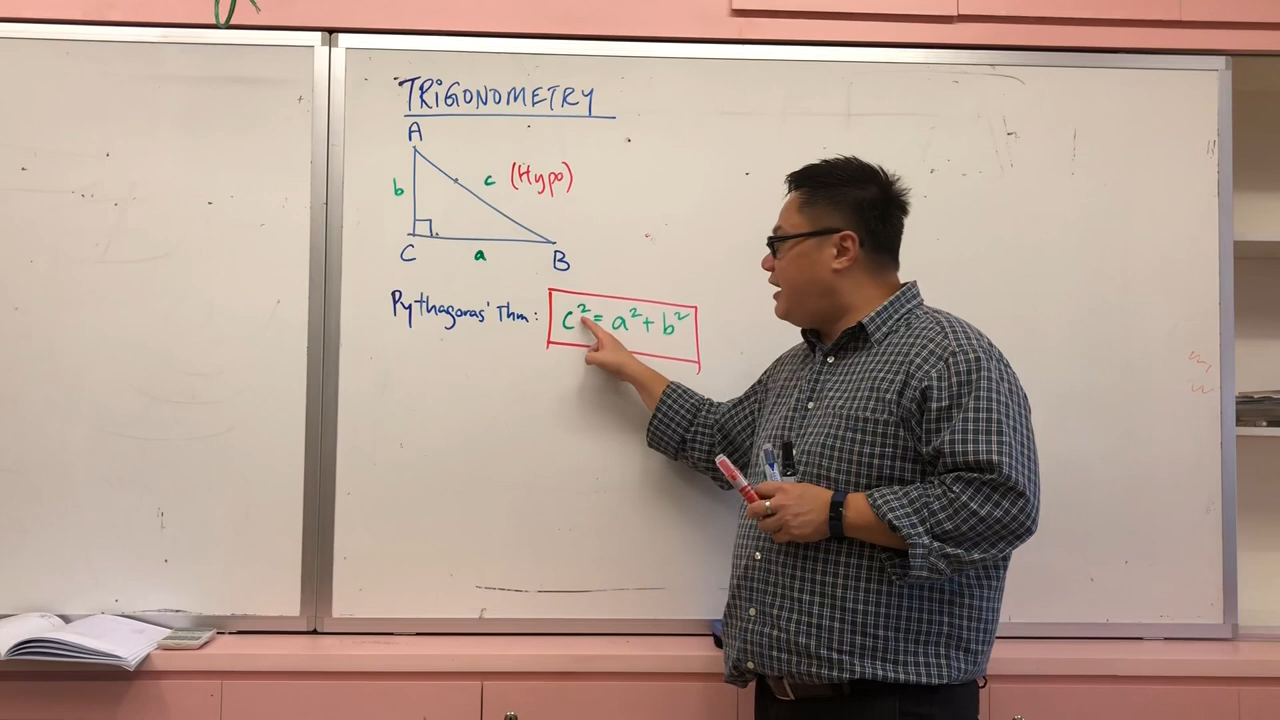 TRIGONOMETRY
A
b c (Hypo)
C a B
Pythagoras' Thm: c² = a² + b²